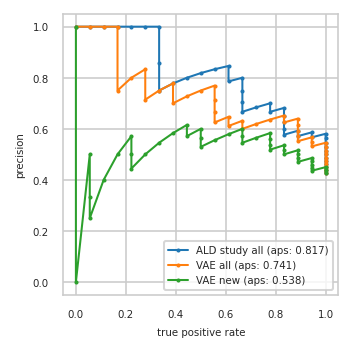 1.0
0.8
0.6
0.4
0.2
0.0
precision
ALD study all (aps: 0.817)
VAE all (aps: 0.741)
VAE new (aps: 0.538)
0.0 0.2 0.4 0.6 0.8 1.0
true positive rate